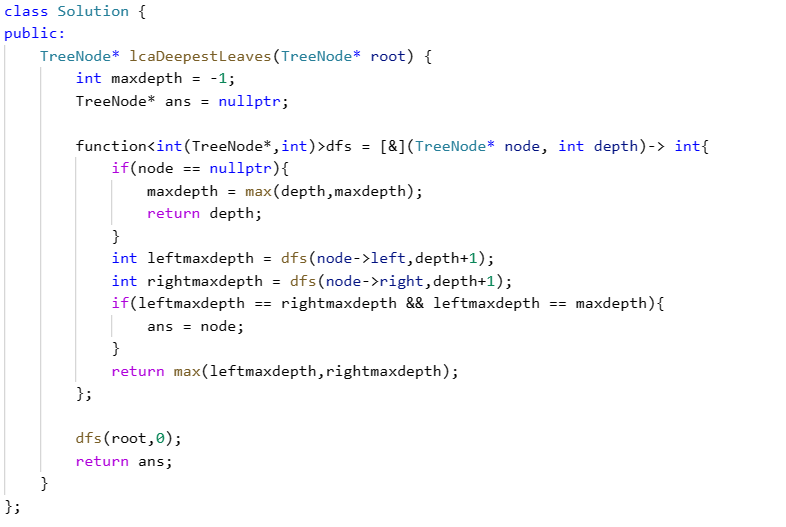 class Solution {
public:
    TreeNode* lcaDeepestLeaves(TreeNode* root) {
        int maxdepth = -1;
        TreeNode* ans = nullptr;

        function<int(TreeNode*,int)>dfs = [&](TreeNode* node, int depth)-> int{
            if(node == nullptr){
                maxdepth = max(depth,maxdepth);
                return depth;
            }
            int leftmaxdepth = dfs(node->left,depth+1);
            int rightmaxdepth = dfs(node->right,depth+1);
            if(leftmaxdepth == rightmaxdepth && leftmaxdepth == maxdepth){
                ans = node;
            }
            return max(leftmaxdepth,rightmaxdepth);
        };

        dfs(root,0);
        return ans;
    }
};